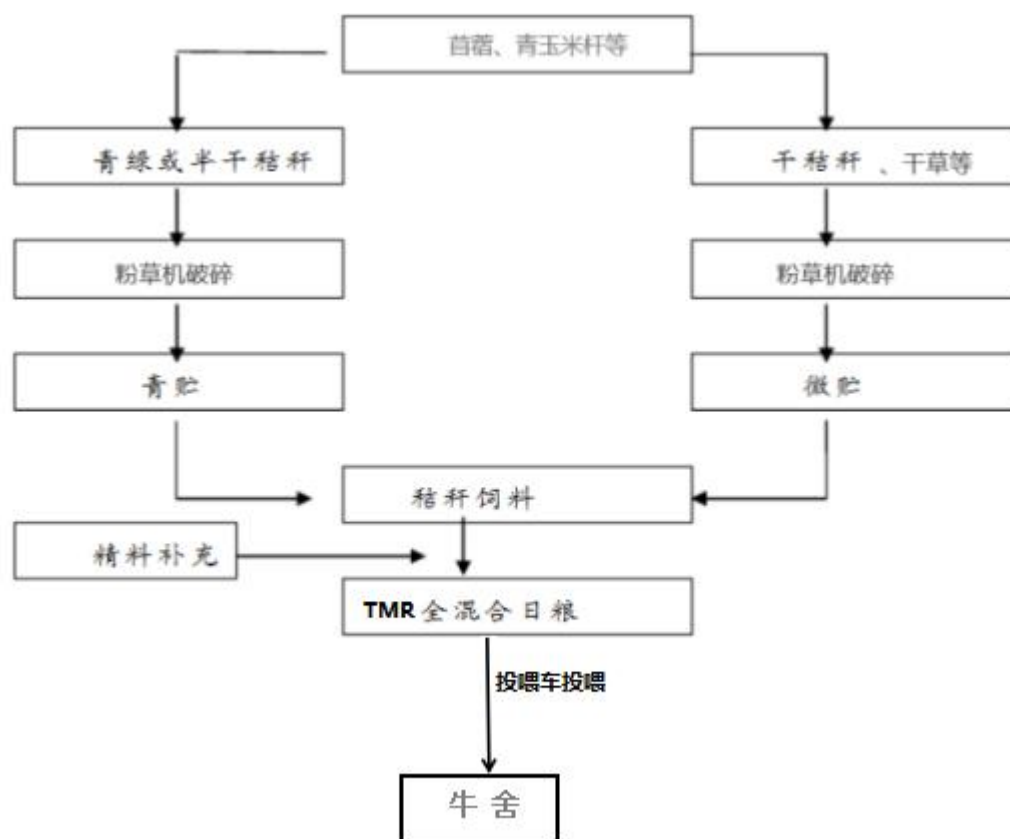 苜蓿、青玉米杆等
青绿或半干秸秆
干秸秆、干草等
粉草机破碎
粉草机破碎
青贮
微贮
秸秆饲料
精料补充
TMR全混合日粮
投喂车投喂
牛舍